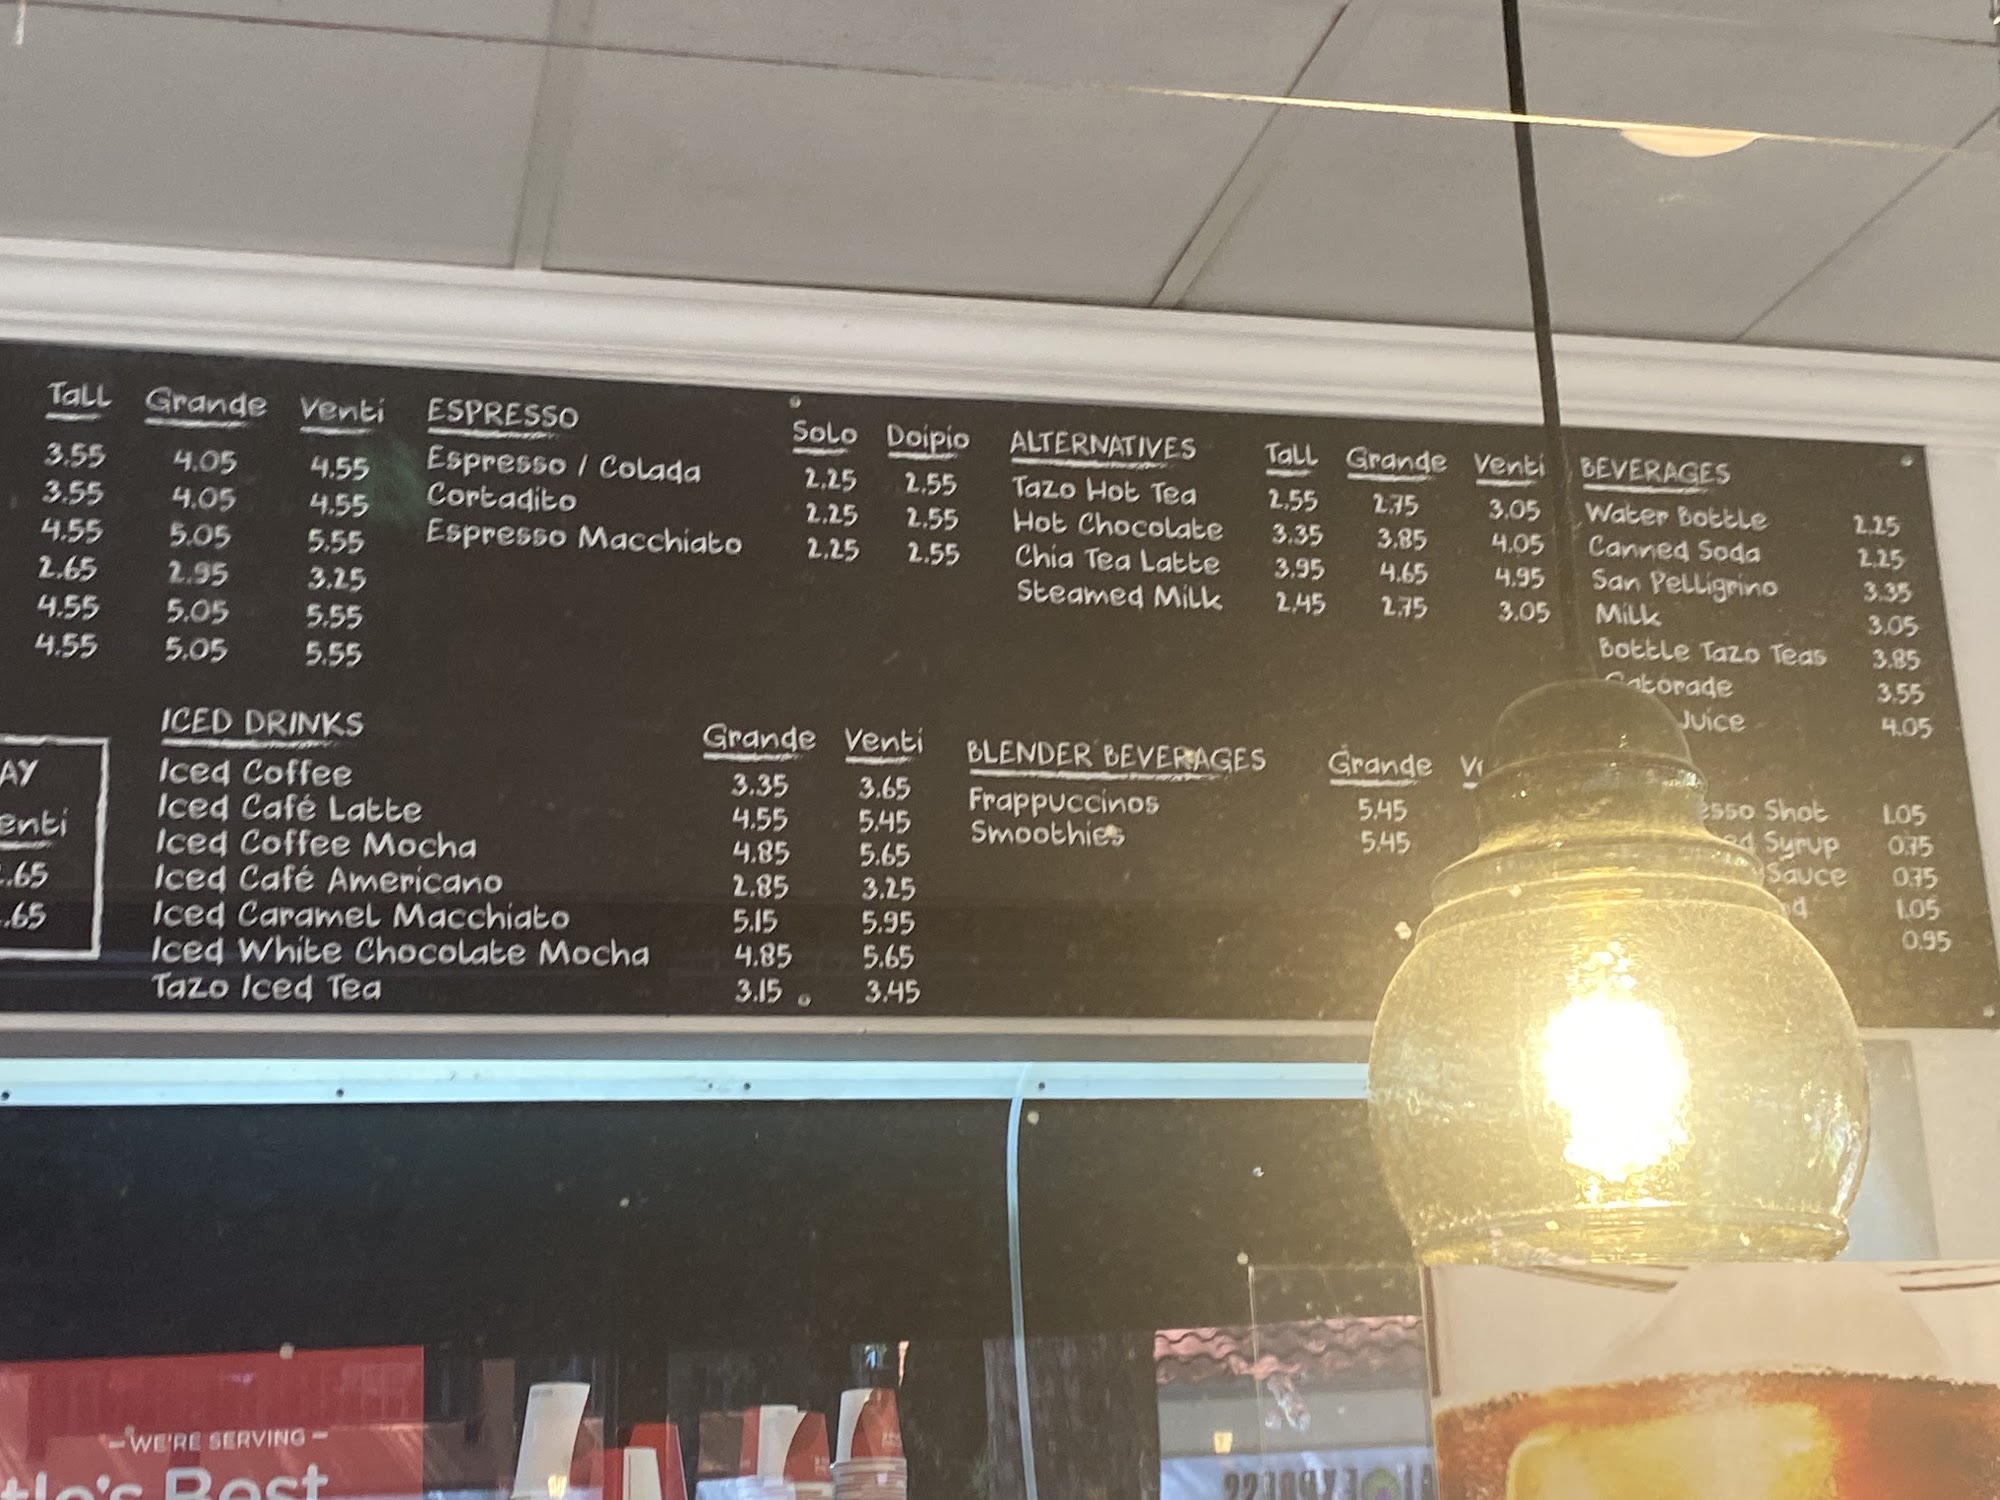 Tall Grande Venti
3.55 4.05 4.55
3.55 4.05 4.55
4.55 5.05 5.55
2.65 2.95 3.25
4.55 5.05 5.55
4.55 5.05 5.55
ESPRESSO Solo Doipio
Espresso / Colada 2.25 2.55
Cortadito 2.25 2.55
Espresso Macchiato 2.25 2.55
ALTERNATIVES Tall Grande Venti
Tazo Hot Tea 2.55 2.75 3.05
Hot Chocolate 3.35 3.85 4.05
Chia Tea Latte 3.95 4.65 4.95
Steamed Milk 2.45 2.75 3.05
BEVERAGES
Water Bottle 2.25
Canned Soda 2.25
San Pelligrino 3.35
Milk 3.05
Bottle Tazo Teas 3.85
Gatorade 3.55
Juice 4.05
AY
enti
.65
.65
ICED DRINKS Grande Venti
Iced Coffee 3.35 3.65
Iced Café Latte 4.55 5.45
Iced Coffee Mocha 4.85 5.65
Iced Café Americano 2.85 3.25
Iced Caramel Macchiato 5.15 5.95
Iced White Chocolate Mocha 4.85 5.65
Tazo Iced Tea 3.15 3.45
BLENDER BEVERAGES Grande
Frappuccinos 5.45
Smoothies 5.45
esso Shot 1.05
Syrup 0.75
Sauce 0.75
1.05
0.95
–WE'RE SERVING–
tle's Best